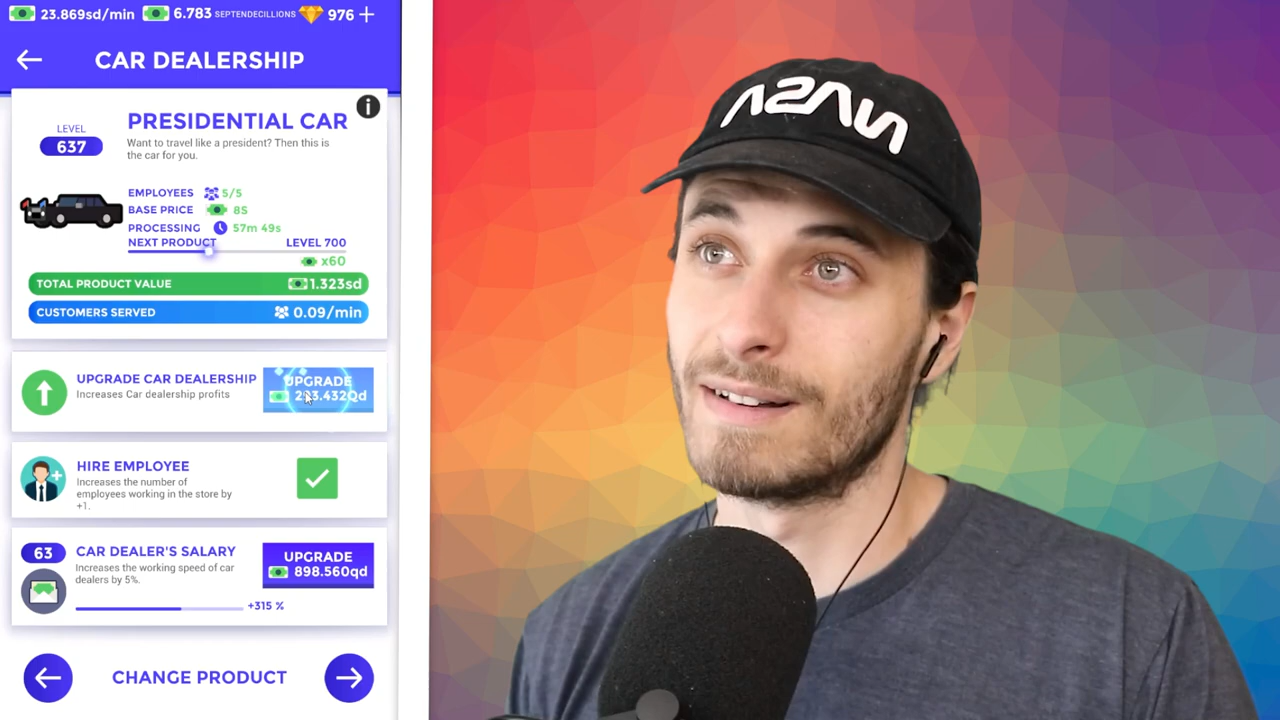 23.869sd/min 6.783 SEPTENDECILLIONS 976 +
CAR DEALERSHIP
PRESIDENTIAL CAR
Want to travel like a president? Then this is
the car for you.
LEVEL
637
EMPLOYEES 5/5
BASE PRICE 8S
PROCESSING 57m 49s
NEXT PRODUCT LEVEL 700
x60
TOTAL PRODUCT VALUE 1.323sd
CUSTOMERS SERVED 0.09/min
UPGRADE CAR DEALERSHIP
Increases Car dealership profits
UPGRADE
HIRE EMPLOYEE
Increases the number of
employees working in the store by
+1.
63
CAR DEALER'S SALARY
Increases the working speed of car
dealers by 5%.
+315 %
UPGRADE
898.560qd
CHANGE PRODUCT